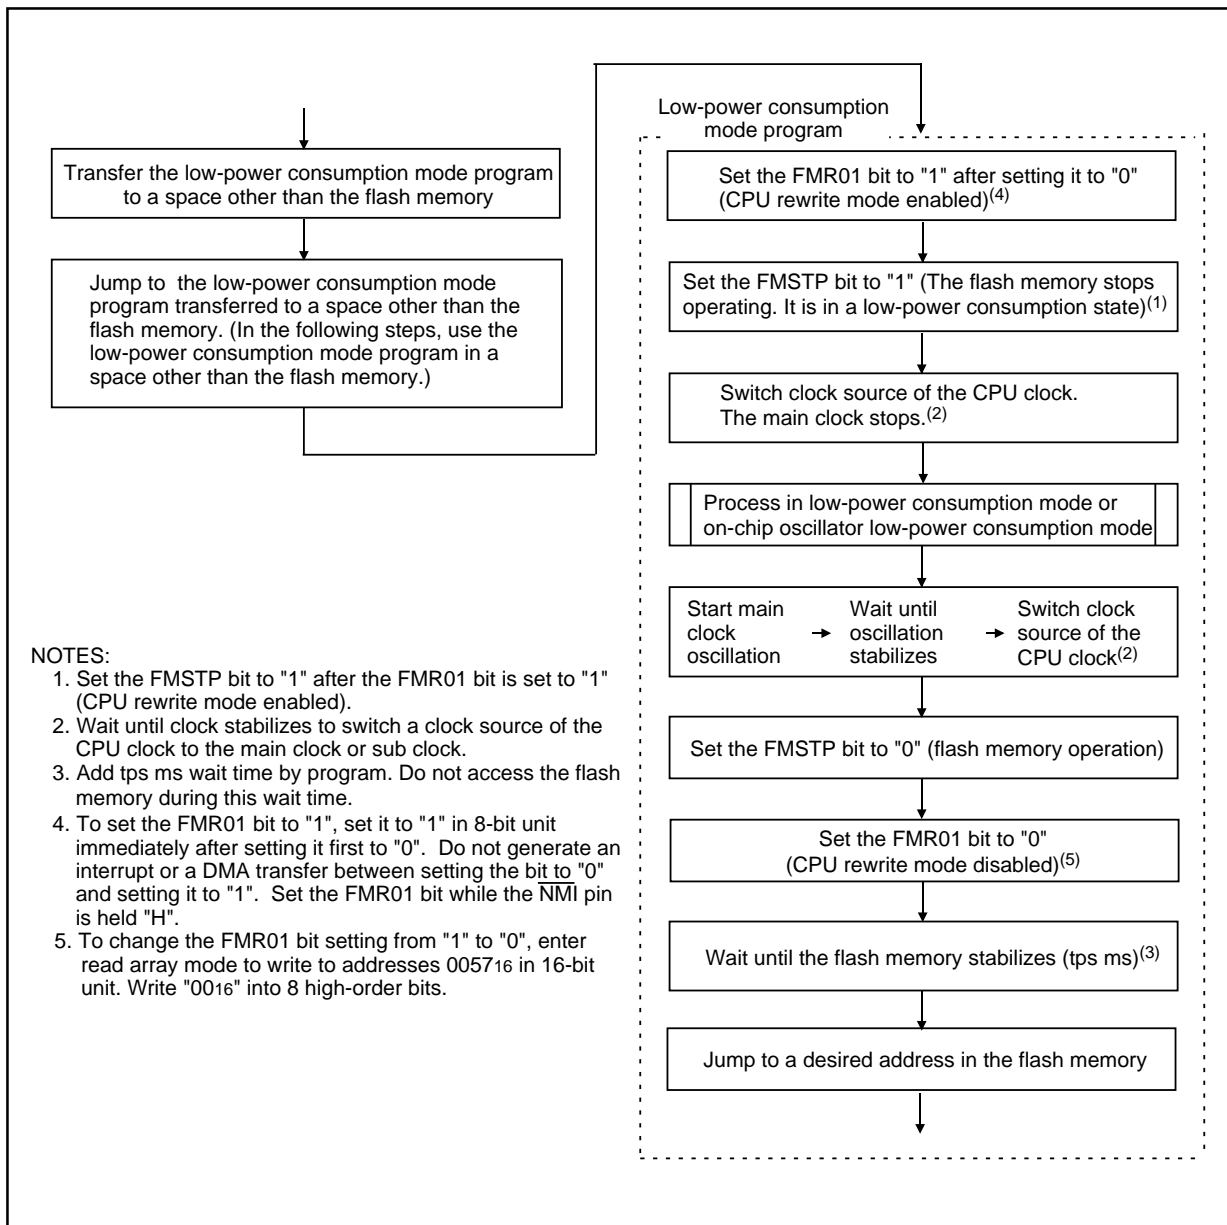 Transfer the low-power consumption mode program
to a space other than the flash memory
Jump to the low-power consumption mode
program transferred to a space other than the
flash memory. (In the following steps, use the
low-power consumption mode program in a
space other than the flash memory.)
Low-power consumption
mode program
Set the FMR01 bit to "1" after setting it to "0"
(CPU rewrite mode enabled)(4)
Set the FMSTP bit to "1" (The flash memory stops
operating. It is in a low-power consumption state)(1)
Switch clock source of the CPU clock.
The main clock stops.(2)
Process in low-power consumption mode or
on-chip oscillator low-power consumption mode
Start main
clock
oscillation
Wait until
oscillation
stabilizes
Switch clock
source of the
CPU clock(2)
Set the FMSTP bit to "0" (flash memory operation)
Set the FMR01 bit to "0"
(CPU rewrite mode disabled)(5)
Wait until the flash memory stabilizes (tps ms)(3)
Jump to a desired address in the flash memory
NOTES:
1. Set the FMSTP bit to "1" after the FMR01 bit is set to "1"
(CPU rewrite mode enabled).
2. Wait until clock stabilizes to switch a clock source of the
CPU clock to the main clock or sub clock.
3. Add tps ms wait time by program. Do not access the flash
memory during this wait time.
4. To set the FMR01 bit to "1", set it to "1" in 8-bit unit
immediately after setting it first to "0". Do not generate an
interrupt or a DMA transfer between setting the bit to "0"
and setting it to "1". Set the FMR01 bit while the NMI pin
is held "H".
5. To change the FMR01 bit setting from "1" to "0", enter
read array mode to write to addresses 005716 in 16-bit
unit. Write "0016" into 8 high-order bits.